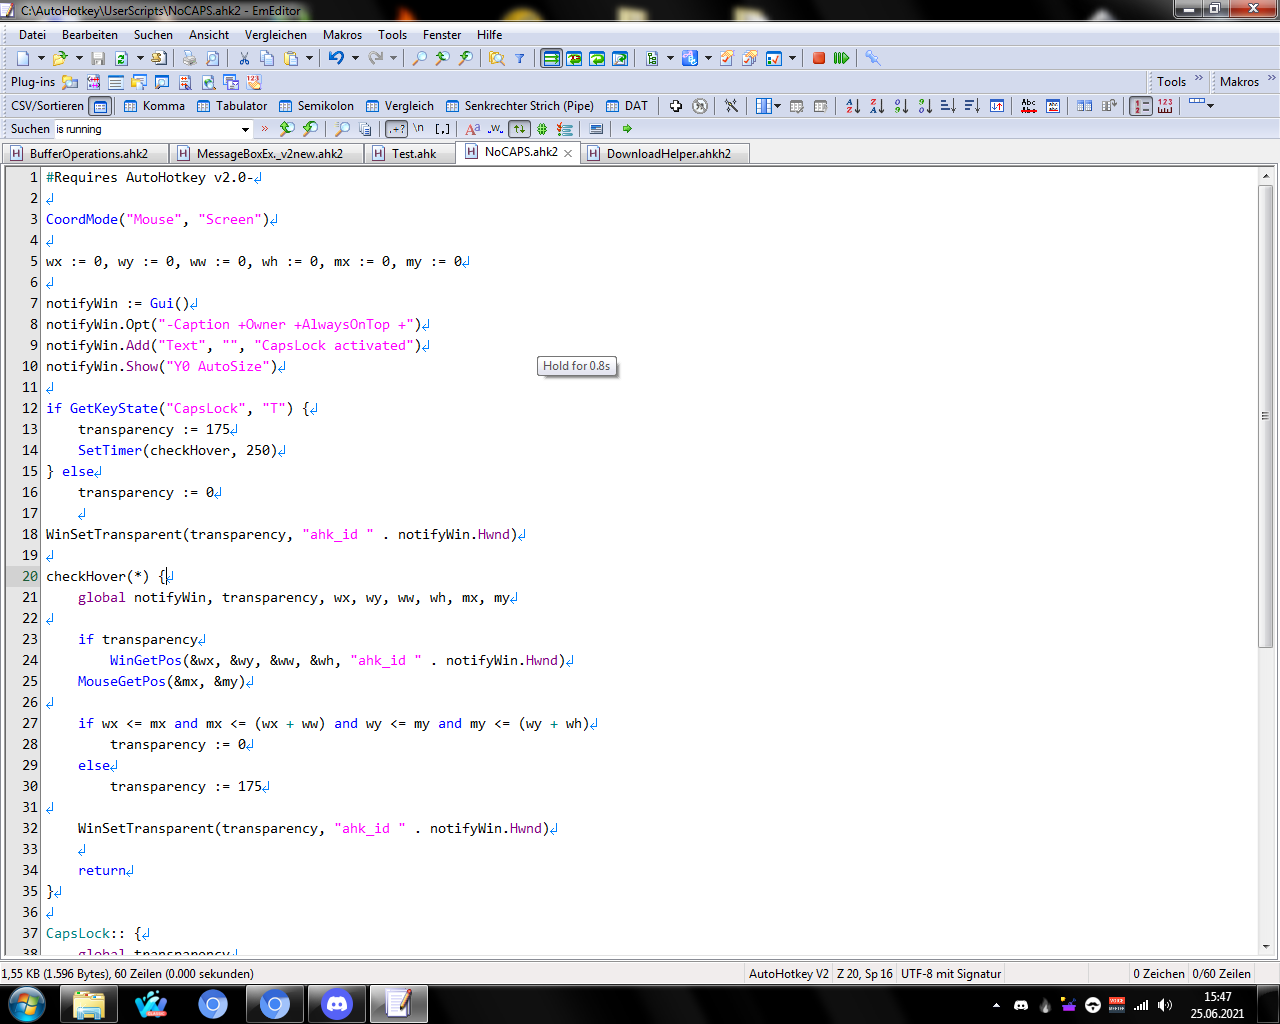 C:\AutoHotkey\UserScripts\NoCAPS.ahk2 - EmEditor
Datei Bearbeiten Suchen Ansicht Vergleichen Makros Tools Fenster Hilfe
Plug-ins Tools » Makros »
CSV/Sortieren Komma Tabulator Semikolon Vergleich Senkrechter Strich (Pipe) DAT
Suchen is running
BufferOperations.ahk2 MessageBoxEx._v2new.ahk2 Test.ahk NoCAPS.ahk2 DownloadHelper.ahkh2
1 #Requires AutoHotkey v2.0-
2
3 CoordMode("Mouse", "Screen")
4
5 wx := 0, wy := 0, ww := 0, wh := 0, mx := 0, my := 0
6
7 notifyWin := Gui()
8 notifyWin.Opt("-Caption +Owner +AlwaysOnTop +")
9 notifyWin.Add("Text", "", "CapsLock activated")
10 notifyWin.Show("Y0 AutoSize")
Hold for 0.8s
11
12 if GetKeyState("CapsLock", "T") {
13 transparency := 175
14 SetTimer(checkHover, 250)
15 } else
16 transparency := 0
17
18 WinSetTransparent(transparency, "ahk_id " . notifyWin.Hwnd)
19
20 checkHover(*) {
21 global notifyWin, transparency, wx, wy, ww, wh, mx, my
22
23 if transparency
24 WinGetPos(&wx, &wy, &ww, &wh, "ahk_id " . notifyWin.Hwnd)
25 MouseGetPos(&mx, &my)
26
27 if wx <= mx and mx <= (wx + ww) and wy <= my and my <= (wy + wh)
28 transparency := 0
29 else
30 transparency := 175
31
32 WinSetTransparent(transparency, "ahk_id " . notifyWin.Hwnd)
33
34 return
35 }
36
37 CapsLock:: {
38 global transparency
1,55 KB (1.596 Bytes), 60 Zeilen (0.000 sekunden) AutoHotkey V2 Z 20, Sp 16 UTF-8 mit Signatur 0 Zeichen 0/60 Zeilen
15:47
25.06.2021